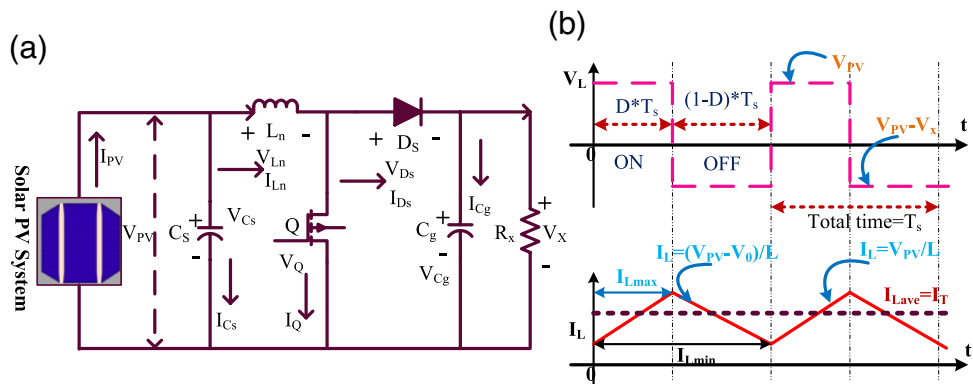 (a)
L_n
+ -
D_S
+ -
I_PV
V_Ln
I_Ln
V_Ds
I_Ds
Solar PV System
V_PV
+
C_S
-
V_Cs
I_Cs
Q
V_Q
I_Q
+
C_g
-
V_Cg
I_Cg
R_x
+
V_X
-
(b)
V_L
V_PV
D*T_s
(1-D)*T_s
V_PV-V_x
t
0
ON
OFF
Total time=T_s
I_L=(V_PV-V_0)/L
I_L=V_PV/L
I_Lmax
I_Lave=I_T
I_L
I_Lmin
t
0